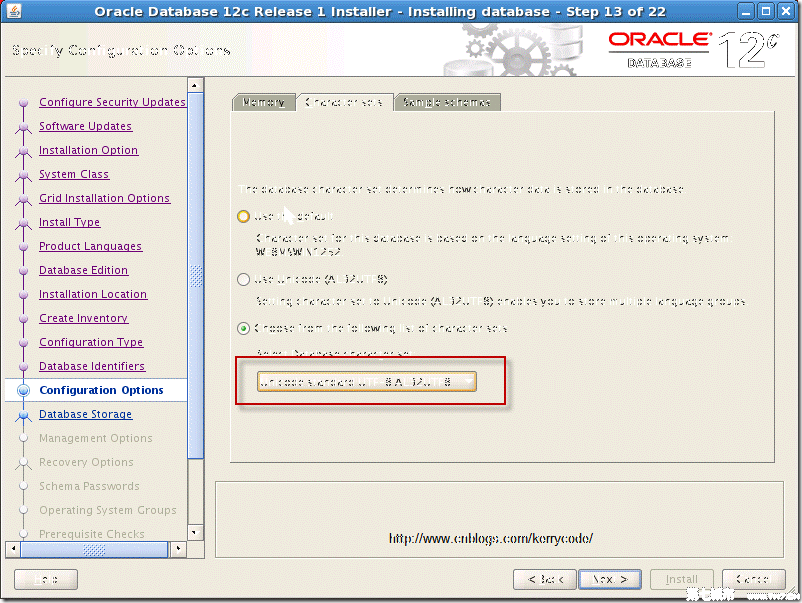 Oracle Database 12c Release 1 Installer - Installing database - Step 13 of 22
Specify Configuration Options
ORACLE
DATABASE
12c
Configure Security Updates
Software Updates
Installation Option
System Class
Grid Installation Options
Install Type
Product Languages
Database Edition
Installation Location
Create Inventory
Configuration Type
Database Identifiers
Configuration Options
Database Storage
Management Options
Recovery Options
Schema Passwords
Operating System Groups
Prerequisite Checks
Memory
Character sets
Sample schemas
The database character set determines how character data is stored in the database.
Use the default
Character set for this database is based on the language setting of this operating system:
WE8MSWIN1252
Use Unicode (AL32UTF8)
Setting character set to Unicode (AL32UTF8) enables you to store multiple language groups
Choose from the following list of character sets
Select Database character set
Unicode standard UTF-8 AL32UTF8
http://www.cnblogs.com/kerrycode/
Help
< Back
Next >
Install
Cancel